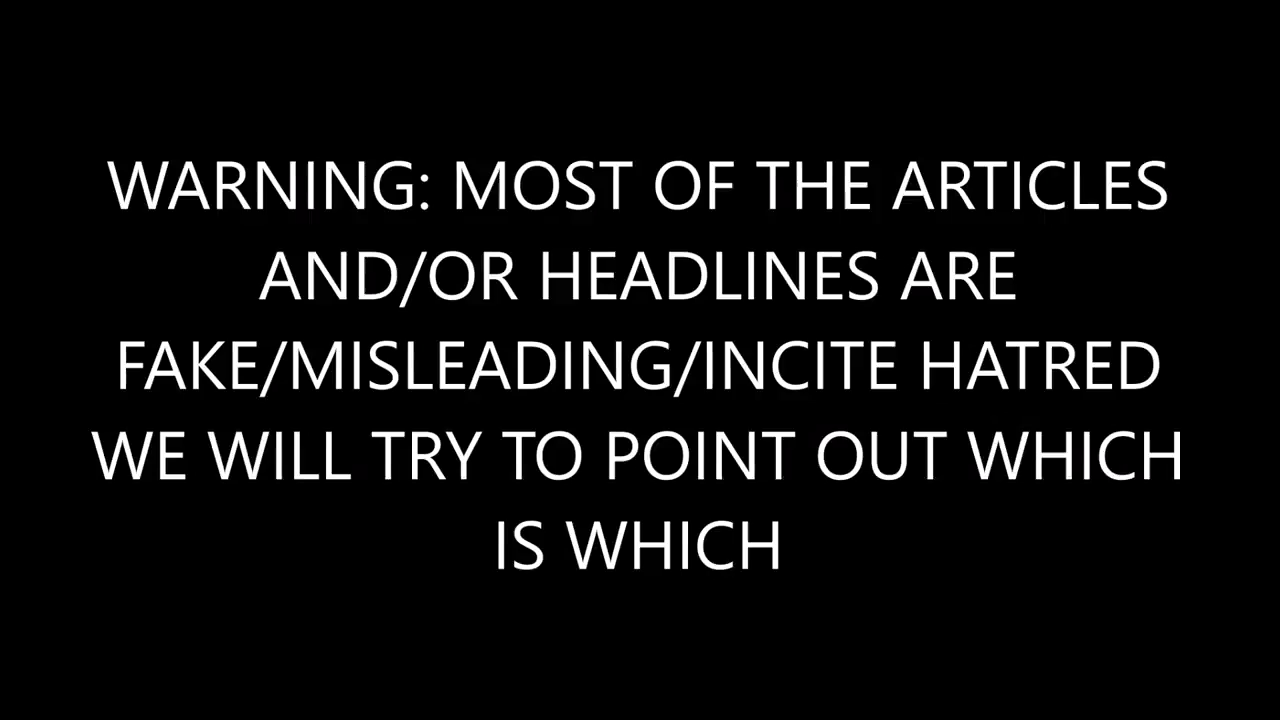 WARNING: MOST OF THE ARTICLES
AND/OR HEADLINES ARE
FAKE/MISLEADING/INCITE HATRED
WE WILL TRY TO POINT OUT WHICH
IS WHICH